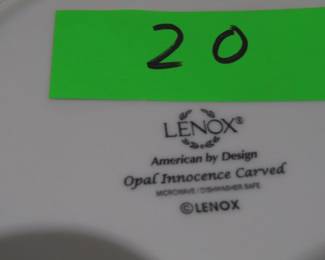 20
LENOX®
American by Design
Opal Innocence Carved
MICROWAVE / DISHWASHER SAFE
©LENOX